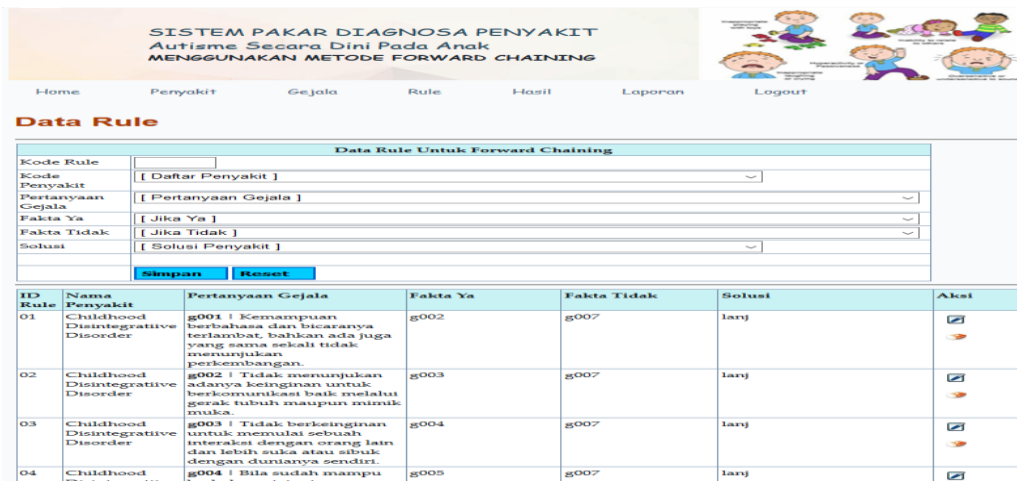 SISTEM PAKAR DIAGNOSA PENYAKIT
Autisme Secara Dini Pada Anak
MENGGUNAKAN METODE FORWARD CHAINING
Home Penyakit Gejala Rule Hasil Laporan Logout
Data Rule
Data Rule Untuk Forward Chaining
Kode Rule
Kode Penyakit [ Daftar Penyakit ]
Pertanyaan Gejala [ Pertanyaan Gejala ]
Fakta Ya [ Jika Ya ]
Fakta Tidak [ Jika Tidak ]
Solusi [ Solusi Penyakit ]
Simpan Reset
ID Rule Nama Penyakit Pertanyaan Gejala Fakta Ya Fakta Tidak Solusi Aksi
01 Childhood g001 | Kemampuan g002 g007 lanj
Disintegratiive berbahasa dan bicaranya
Disorder terlambat, bahkan ada juga
yang sama sekali tidak
menunjukan
perkembangan.
02 Childhood g002 | Tidak menunjukan g003 g007 lanj
Disintegratiive adanya keinginan untuk
Disorder berkomunikasi baik melalui
gerak tubuh maupun mimik
muka.
03 Childhood g003 | Tidak berkeinginan g004 g007 lanj
Disintegratiive untuk memulai sebuah
Disorder interaksi dengan orang lain
dan lebih suka atau sibuk
dengan dunianya sendiri.
04 Childhood g004 | Bila sudah mampu g005 g007 lanj